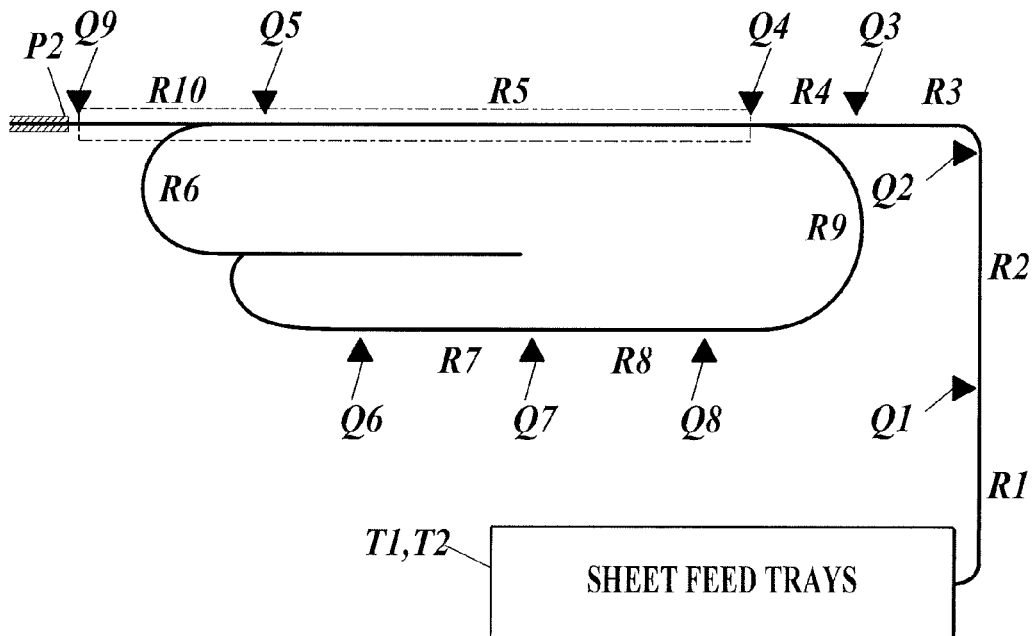 Q9
Q5
Q4
Q3
P2
R10
R5
R4
R3
Q2
R6
R9
R2
R7
R8
Q6
Q7
Q8
Q1
R1
T1,T2
SHEET FEED TRAYS